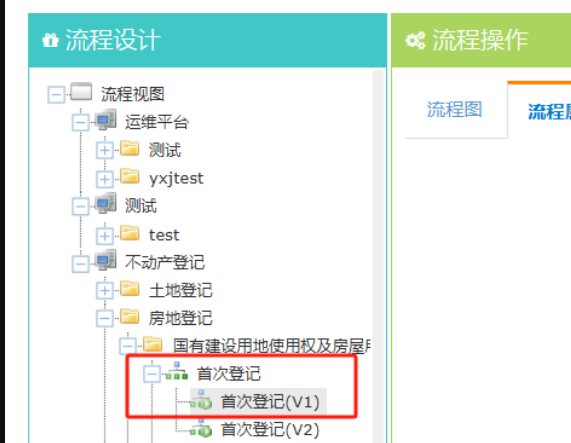 流程设计
流程操作
流程图
流程
流程视图
运维平台
测试
yxjtest
测试
test
不动产登记
土地登记
房地登记
国有建设用地使用权及房屋
首次登记
首次登记(V1)
首次登记(V2)